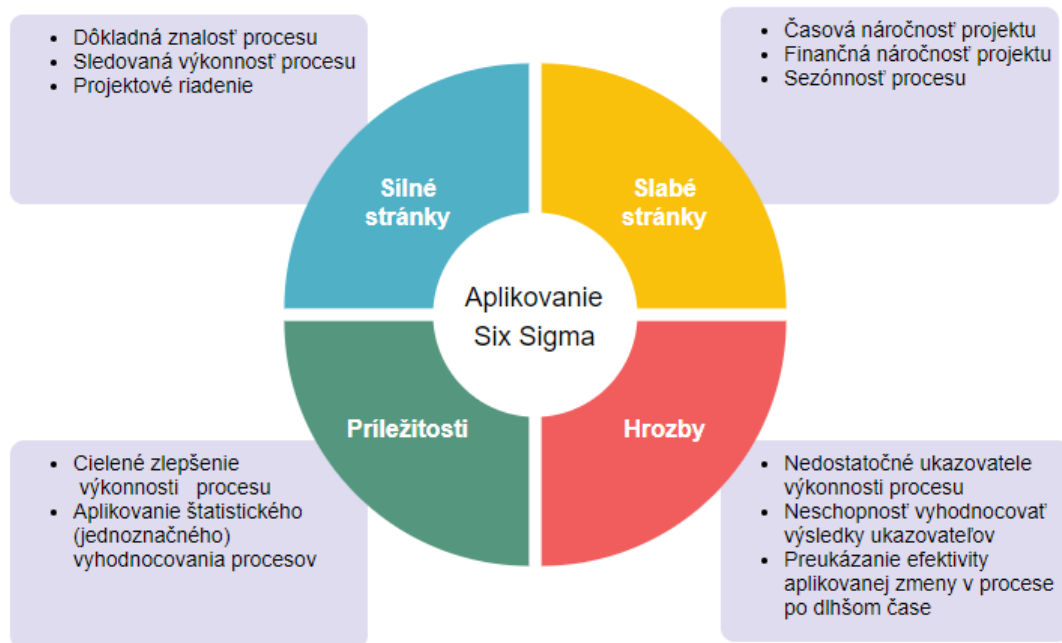 • Dôkladná znalosť procesu
• Sledovaná výkonnosť procesu
• Projektové riadenie
• Časová náročnosť projektu
• Finančná náročnosť projektu
• Sezónnosť procesu
Silné
stránky
Slabé
stránky
Aplikovanie
Six Sigma
Príležitosti
Hrozby
• Cielené zlepšenie
výkonnosti procesu
• Aplikovanie štatistického
(jednoznačného)
vyhodnocovania procesov
• Nedostatočné ukazovatele
výkonnosti procesu
• Neschopnosť vyhodnocovať
výsledky ukazovateľov
• Preukázanie efektivity
aplikovanej zmeny v procese
po dlhšom čase